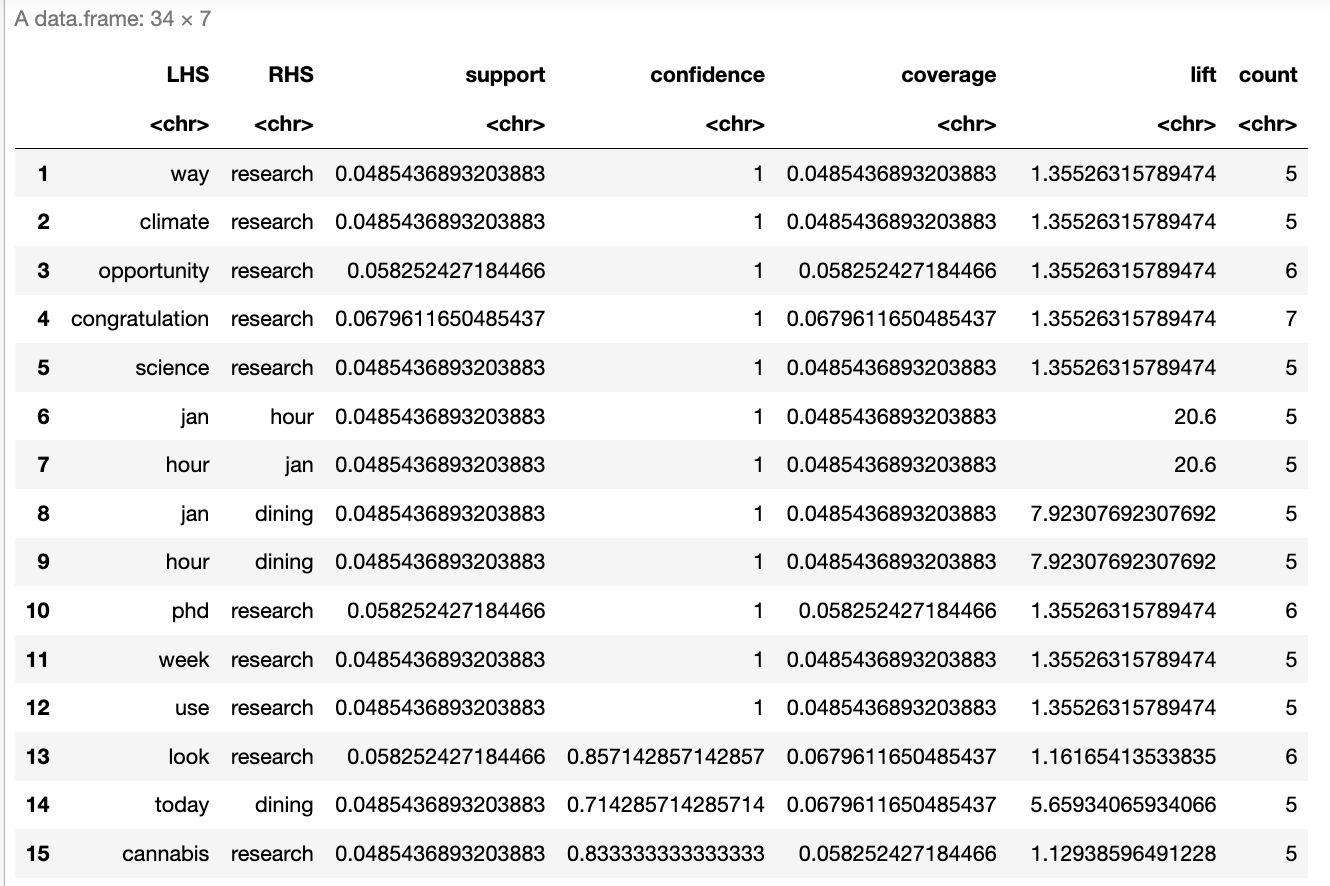 A data.frame: 34 × 7
LHS RHS support confidence coverage lift count
<chr> <chr> <chr> <chr> <chr> <chr> <chr>
1 way research 0.0485436893203883 1 0.0485436893203883 1.35526315789474 5
2 climate research 0.0485436893203883 1 0.0485436893203883 1.35526315789474 5
3 opportunity research 0.058252427184466 1 0.058252427184466 1.35526315789474 6
4 congratulation research 0.0679611650485437 1 0.0679611650485437 1.35526315789474 7
5 science research 0.0485436893203883 1 0.0485436893203883 1.35526315789474 5
6 jan hour 0.0485436893203883 1 0.0485436893203883 20.6 5
7 hour jan 0.0485436893203883 1 0.0485436893203883 20.6 5
8 jan dining 0.0485436893203883 1 0.0485436893203883 7.92307692307692 5
9 hour dining 0.0485436893203883 1 0.0485436893203883 7.92307692307692 5
10 phd research 0.058252427184466 1 0.058252427184466 1.35526315789474 6
11 week research 0.0485436893203883 1 0.0485436893203883 1.35526315789474 5
12 use research 0.0485436893203883 1 0.0485436893203883 1.35526315789474 5
13 look research 0.058252427184466 0.857142857142857 0.0679611650485437 1.16165413533835 6
14 today dining 0.0485436893203883 0.714285714285714 0.0679611650485437 5.65934065934066 5
15 cannabis research 0.0485436893203883 0.833333333333333 0.058252427184466 1.12938596491228 5